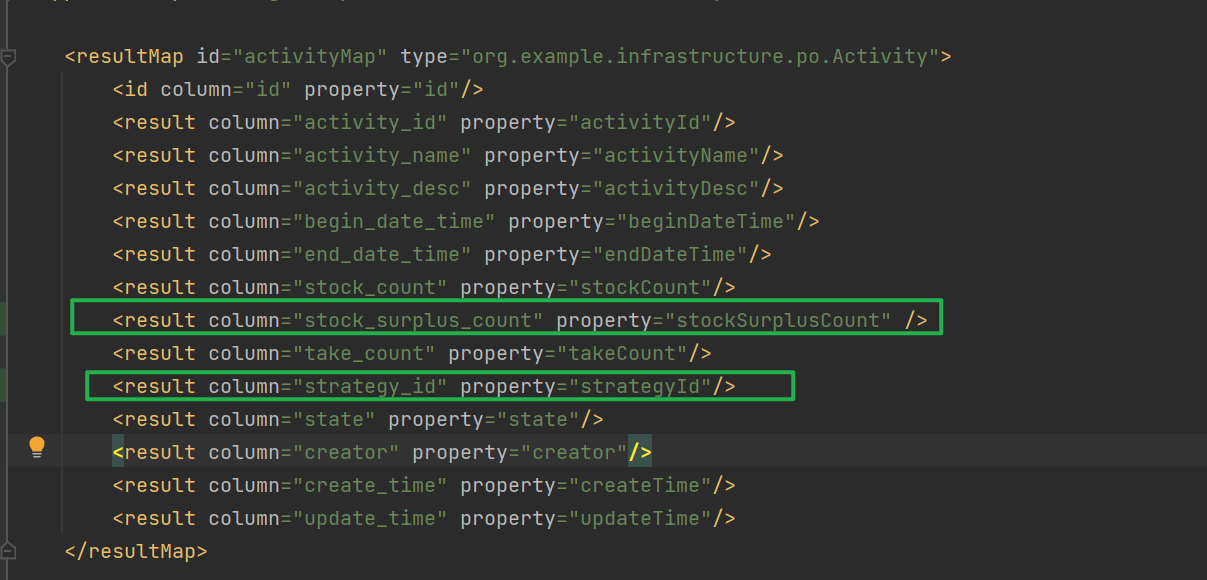 <resultMap id="activityMap" type="org.example.infrastructure.po.Activity">
<id column="id" property="id"/>
<result column="activity_id" property="activityId"/>
<result column="activity_name" property="activityName"/>
<result column="activity_desc" property="activityDesc"/>
<result column="begin_date_time" property="beginDateTime"/>
<result column="end_date_time" property="endDateTime"/>
<result column="stock_count" property="stockCount"/>
<result column="stock_surplus_count" property="stockSurplusCount" />
<result column="take_count" property="takeCount"/>
<result column="strategy_id" property="strategyId"/>
<result column="state" property="state"/>
<result column="creator" property="creator"/>
<result column="create_time" property="createTime"/>
<result column="update_time" property="updateTime"/>
</resultMap>